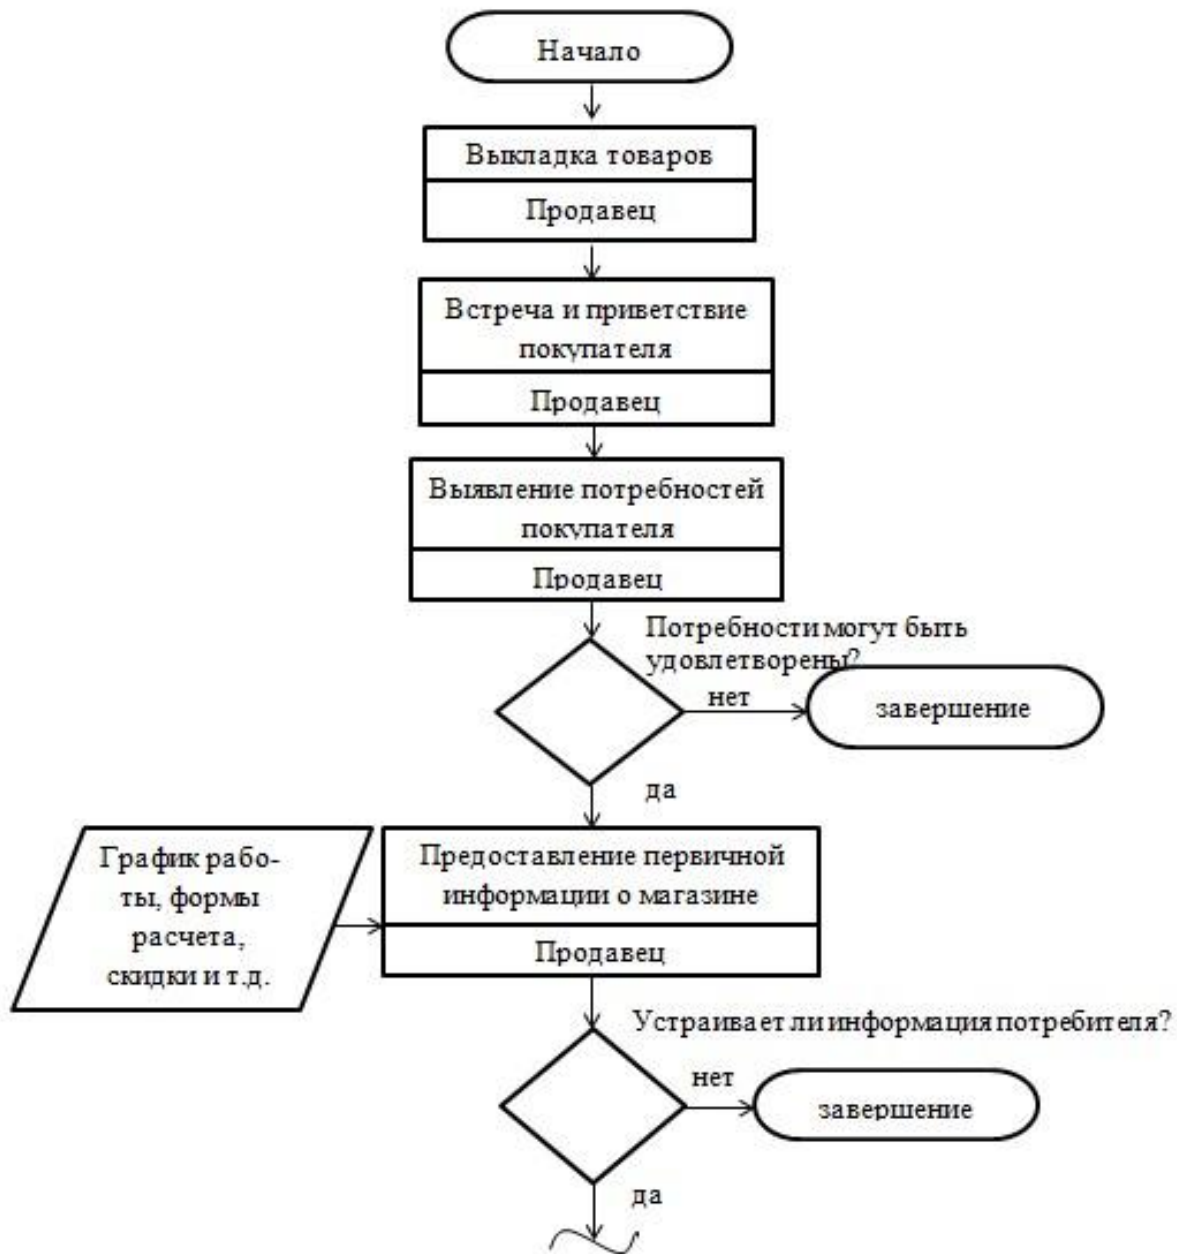 Начало
Выкладка товаров
Продавец
Встреча и приветствие
покупателя
Продавец
Выявление потребностей
покупателя
Продавец
Потребности могут быть
удовлетворены?
нет
завершение
да
График рабо-
ты, формы
расчета,
скидки и т.д.
Предоставление первичной
информации о магазине
Продавец
Устраивает ли информация потребителя?
нет
завершение
да